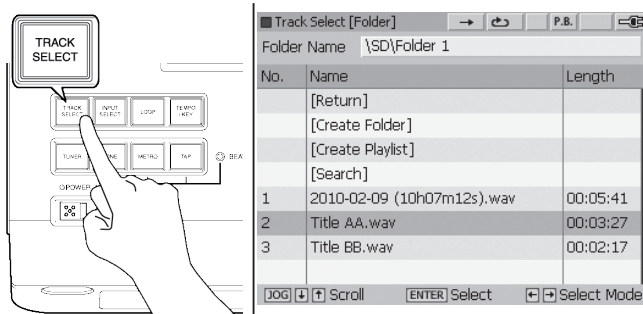 TRACK
SELECT
TRACK
SELECT
INPUT
SELECT
LOOP
TEMPO
TUNER
METRO
TAP
BEA
POWER
Track Select [Folder]
P.B.
Folder Name \SD\Folder 1
No. Name Length
[Return]
[Create Folder]
[Create Playlist]
[Search]
1 2010-02-09 (10h07m12s).wav 00:05:41
2 Title AA.wav 00:03:27
3 Title BB.wav 00:02:17
JOG Scroll ENTER Select Select Mode